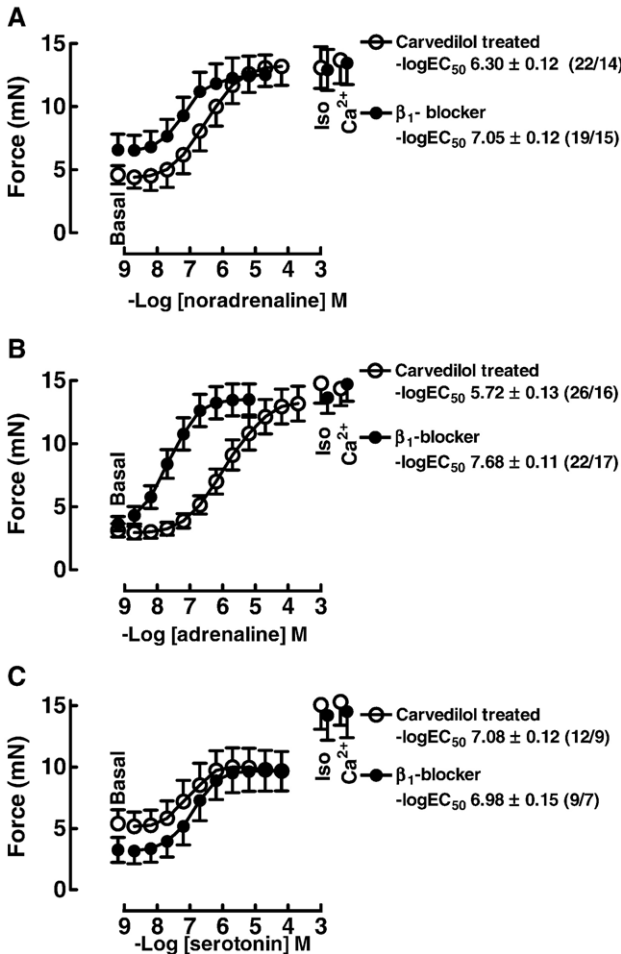 A
15
10
5
0
Force (mN)
Basal
Iso
Ca²⁺
9 8 7 6 5 4 3
-Log [noradrenaline] M
Carvedilol treated
-logEC₅₀ 6.30 ± 0.12 (22/14)
β₁- blocker
-logEC₅₀ 7.05 ± 0.12 (19/15)
B
15
10
5
0
Force (mN)
Basal
Iso
Ca²⁺
9 8 7 6 5 4 3
-Log [adrenaline] M
Carvedilol treated
-logEC₅₀ 5.72 ± 0.13 (26/16)
β₁-blocker
-logEC₅₀ 7.68 ± 0.11 (22/17)
C
15
10
5
0
Force (mN)
Basal
Iso
Ca²⁺
9 8 7 6 5 4 3
-Log [serotonin] M
Carvedilol treated
-logEC₅₀ 7.08 ± 0.12 (12/9)
β₁-blocker
-logEC₅₀ 6.98 ± 0.15 (9/7)